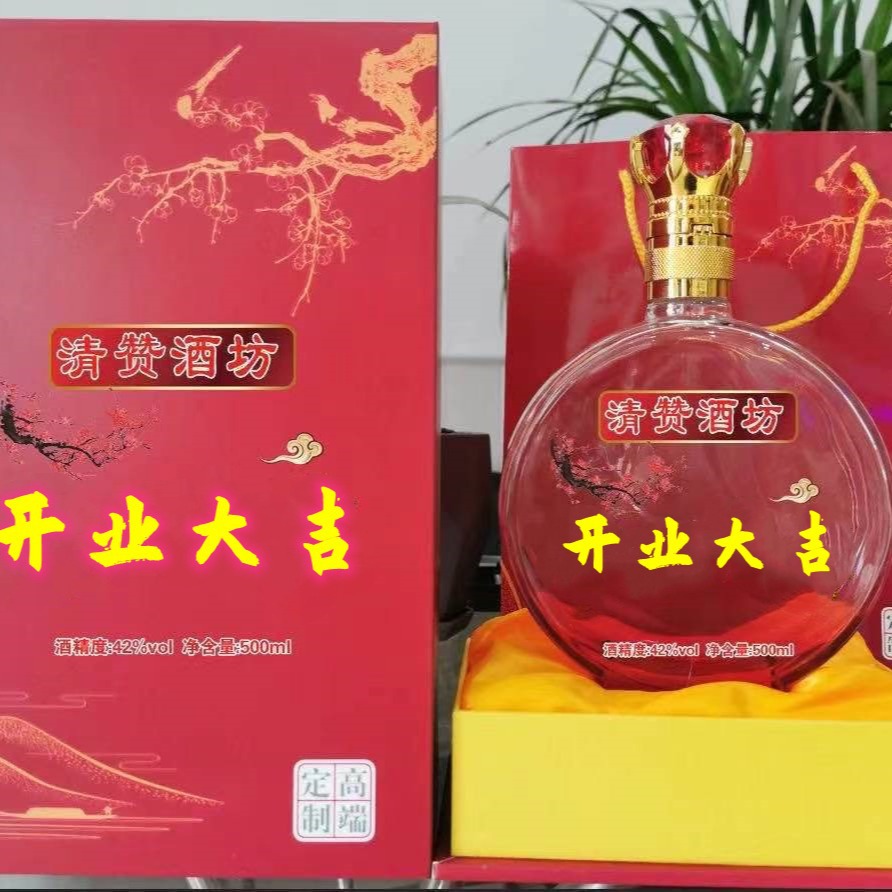 清赞酒坊
开业大吉
酒精度:42%vol 净含量:500ml
高端
定制
清赞酒坊
开业大吉
酒精度:42%vol 净含量:500ml